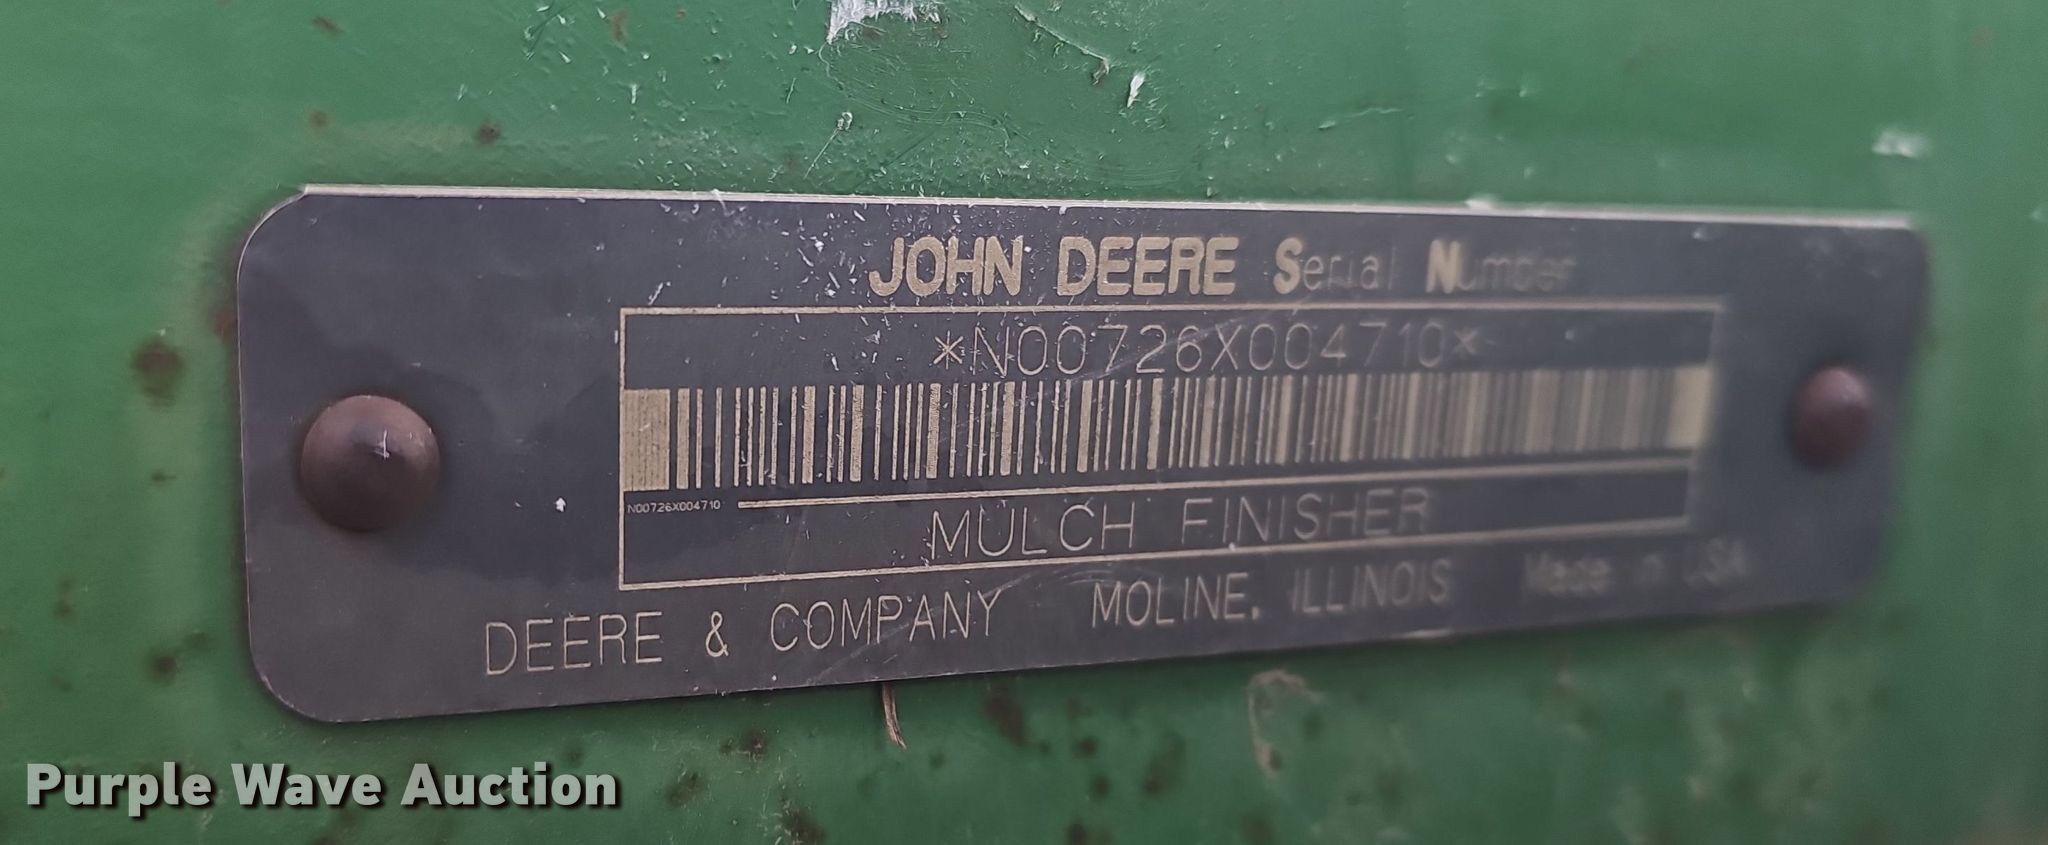 JOHN DEERE Serial Number
*N00726X004710*
N00726X004710
MULCH FINISHER
DEERE & COMPANY MOLINE, ILLINOIS Made in USA
Purple Wave Auction